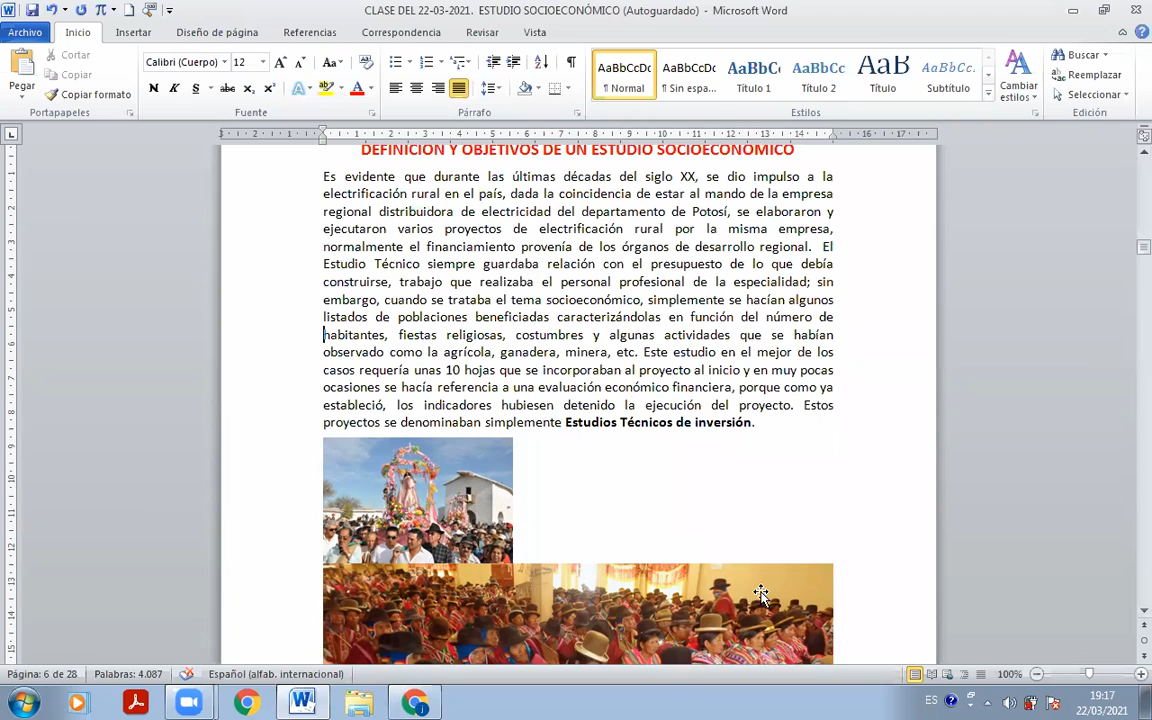 CLASE DEL 22-03-2021. ESTUDIO SOCIOECONÓMICO (Autoguardado) - Microsoft Word
Archivo Inicio Insertar Diseño de página Referencias Correspondencia Revisar Vista
Pegar
Cortar
Copiar
Copiar formato
Portapapeles
Calibri (Cuerpo) 12
N K S abc x₂ x² A A
Fuente
Párrafo
AaBbCcDc AaBbCcDc AaBbC AaBbCc AaB AaBbCc.
¶ Normal ¶ Sin espa... Título 1 Título 2 Título Subtítulo
Cambiar estilos
Estilos
Buscar
Reemplazar
Seleccionar
Edición
DEFINICION Y OBJETIVOS DE UN ESTUDIO SOCIOECONOMICO
Es evidente que durante las últimas décadas del siglo XX, se dio impulso a la
electrificación rural en el país, dada la coincidencia de estar al mando de la empresa
regional distribuidora de electricidad del departamento de Potosí, se elaboraron y
ejecutaron varios proyectos de electrificación rural por la misma empresa,
normalmente el financiamiento provenía de los órganos de desarrollo regional. El
Estudio Técnico siempre guardaba relación con el presupuesto de lo que debía
construirse, trabajo que realizaba el personal profesional de la especialidad; sin
embargo, cuando se trataba el tema socioeconómico, simplemente se hacían algunos
listados de poblaciones beneficiadas caracterizándolas en función del número de
habitantes, fiestas religiosas, costumbres y algunas actividades que se habían
observado como la agrícola, ganadera, minera, etc. Este estudio en el mejor de los
casos requería unas 10 hojas que se incorporaban al proyecto al inicio y en muy pocas
ocasiones se hacía referencia a una evaluación económico financiera, porque como ya
estableció, los indicadores hubiesen detenido la ejecución del proyecto. Estos
proyectos se denominaban simplemente Estudios Técnicos de inversión.
Página: 6 de 28 Palabras: 4.087 Español (alfab. internacional) 100%
ES 19:17
22/03/2021